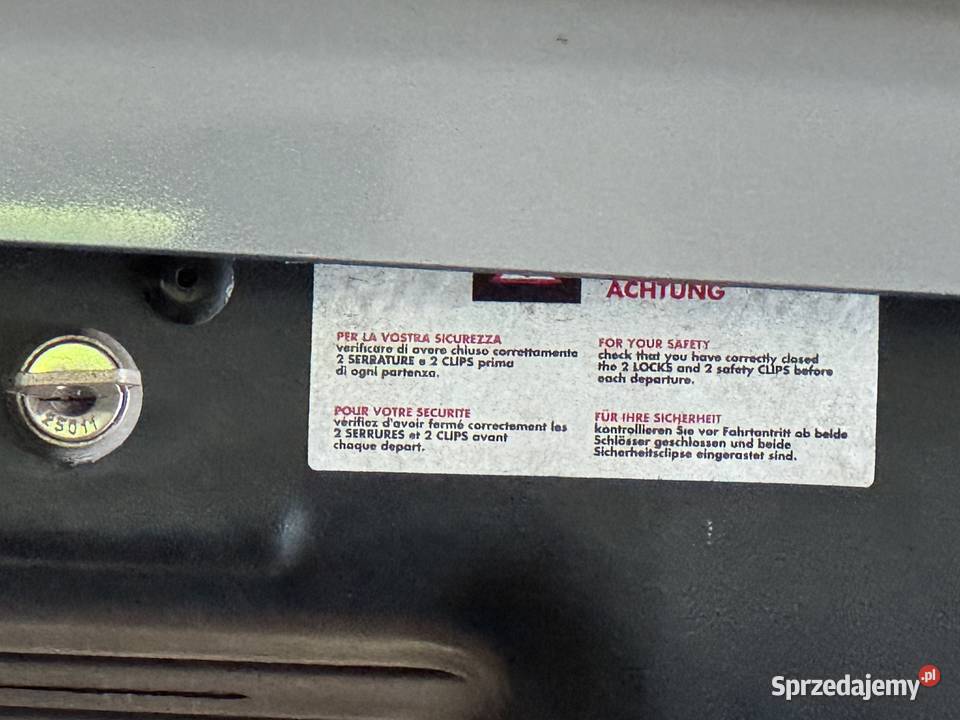 ACHTUNG
PER LA VOSTRA SICUREZZA
verificare di avere chiuso correttamente
2 SERRATURE e 2 CLIPS prima
di ogni partenza.
FOR YOUR SAFETY
check that you have correctly closed
the 2 LOCKS and 2 safety CLIPS before
each departure.
POUR VOTRE SECURITE
vérifiez d'avoir fermé correctement les
2 SERRURES et 2 CLIPS avant
chaque depart.
FÜR IHRE SICHERHEIT
kontrollieren Sie vor Fahrtantritt ob beide
Schlösser geschlossen und beide
Sicherheitsclipse eingerastet sind.
25011
Sprzedajemy.pl